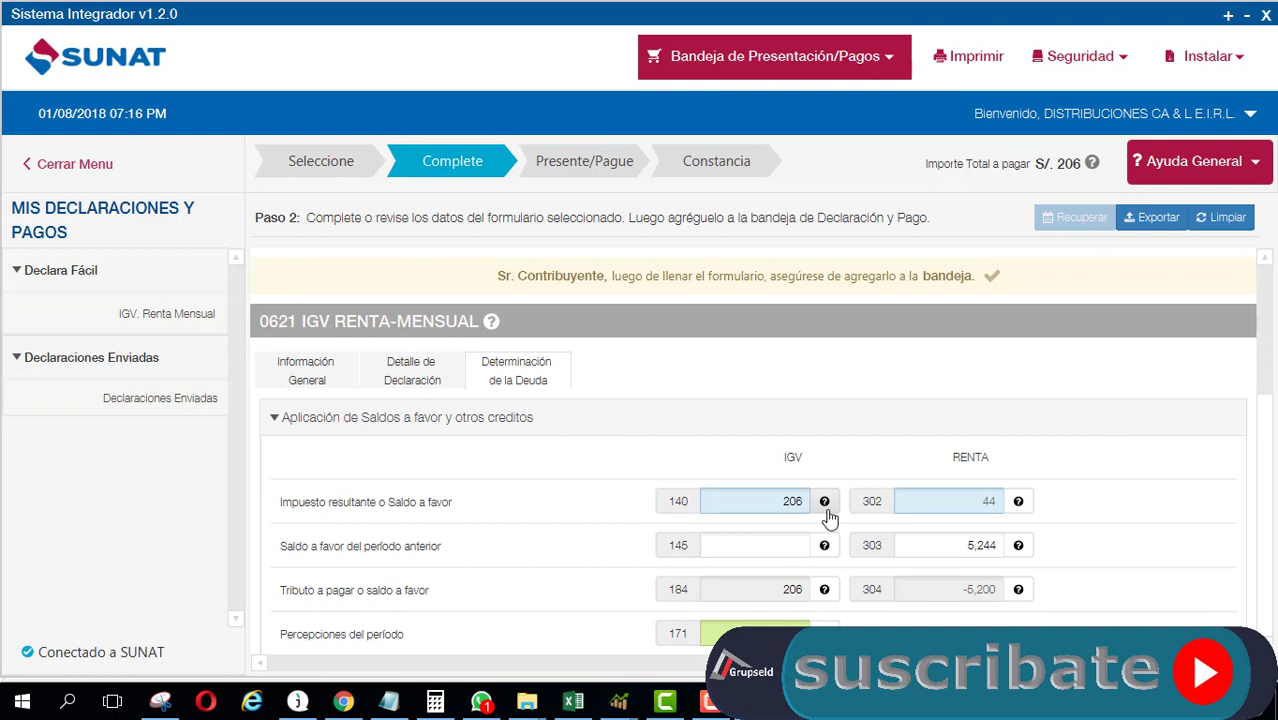 Sistema Integrador v1.2.0
+ - X
SUNAT
Bandeja de Presentación/Pagos
Imprimir
Seguridad
Instalar
01/08/2018 07:16 PM
Bienvenido, DISTRIBUCIONES CA & L E.I.R.L.
Cerrar Menu
Seleccione
Complete
Presente/Pague
Constancia
Importe Total a pagar S/. 206 ?
? Ayuda General
MIS DECLARACIONES Y
PAGOS
Paso 2: Complete o revise los datos del formulario seleccionado. Luego agréguelo a la bandeja de Declaración y Pago.
Recuperar
Exportar
Limpiar
Declara Fácil
IGV. Renta Mensual
Declaraciones Enviadas
Declaraciones Enviadas
Sr. Contribuyente, luego de llenar el formulario, asegúrese de agregarlo a la bandeja.
0621 IGV RENTA-MENSUAL ?
Información
General
Detalle de
Declaración
Determinación
de la Deuda
Aplicación de Saldos a favor y otros creditos
IGV RENTA
Impuesto resultante o Saldo a favor 140 206 ? 302 44 ?
Saldo a favor del período anterior 145 ? 303 5,244 ?
Tributo a pagar o saldo a favor 184 206 ? 304 -5,200 ?
Percepciones del período 171
Conectado a SUNAT
Grupseld
suscribate
1